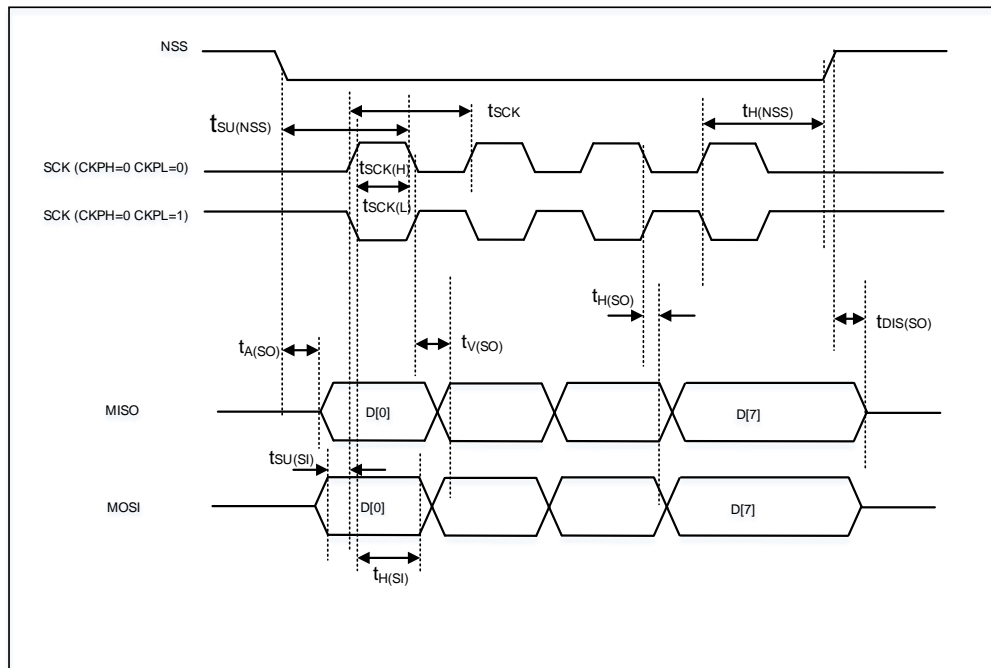 NSS
tSCK
tH(NSS)
tSU(NSS)
SCK (CKPH=0 CKPL=0)
tSCK(H)
tSCK(L)
SCK (CKPH=0 CKPL=1)
tH(SO)
tDIS(SO)
tA(SO)
tV(SO)
MISO
D[0]
D[7]
tSU(SI)
MOSI
D[0]
D[7]
tH(SI)